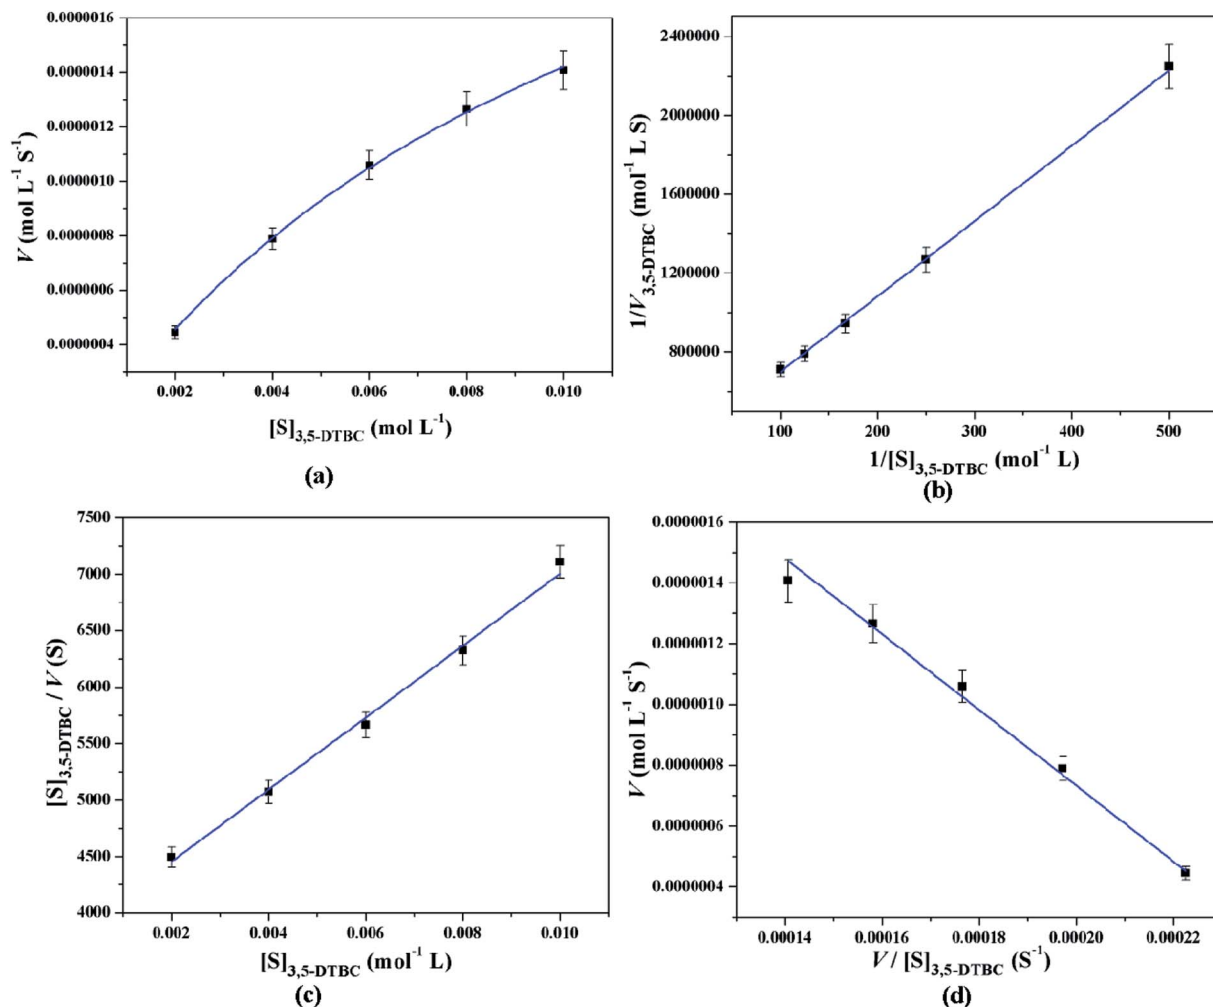 0.0000016
0.0000014
0.0000012
0.0000010
0.0000008
0.0000006
0.0000004
V (mol L⁻¹ S⁻¹)
0.002 0.004 0.006 0.008 0.010
[S]3,5-DTBC (mol L⁻¹)
(a)
2400000
2000000
1600000
1200000
800000
1/V3,5-DTBC (mol⁻¹ L S)
100 200 300 400 500
1/[S]3,5-DTBC (mol⁻¹ L)
(b)
7500
7000
6500
6000
5500
5000
4500
4000
[S]3,5-DTBC / V (S)
0.002 0.004 0.006 0.008 0.010
[S]3,5-DTBC (mol⁻¹ L)
(c)
0.0000016
0.0000014
0.0000012
0.0000010
0.0000008
0.0000006
0.0000004
V (mol L⁻¹ S⁻¹)
0.00014 0.00016 0.00018 0.00020 0.00022
V / [S]3,5-DTBC (S⁻¹)
(d)